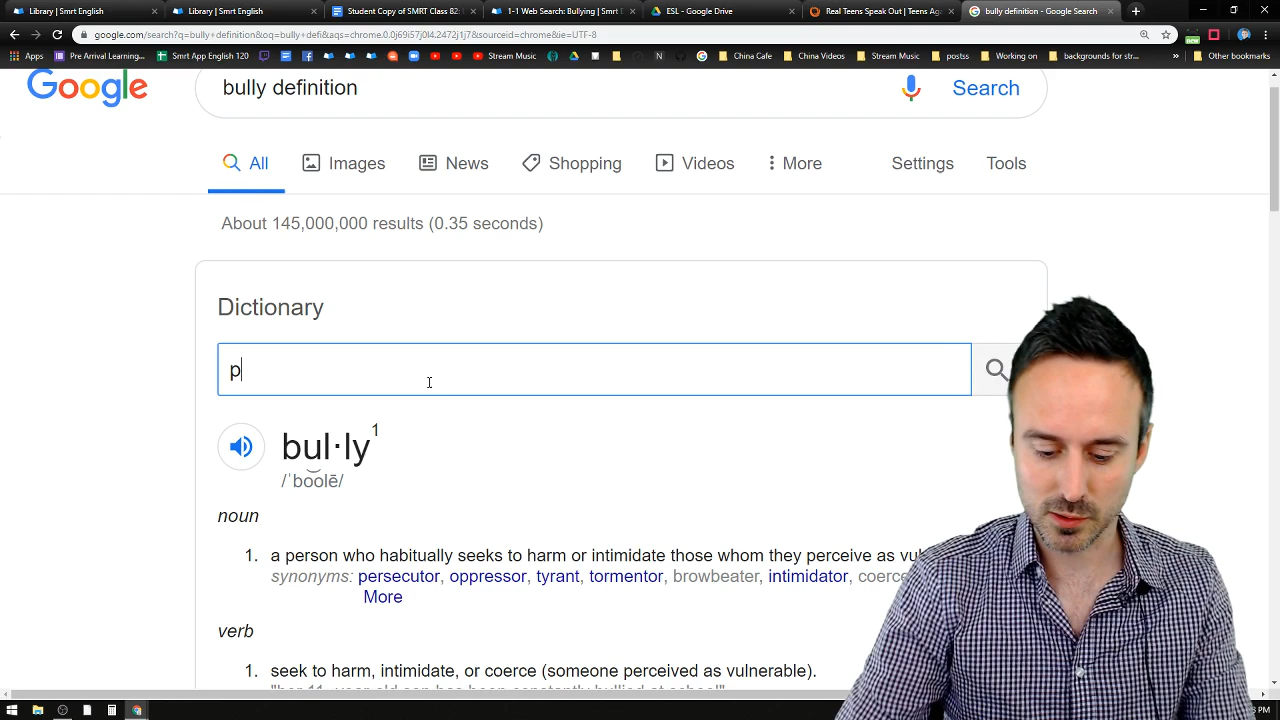 Library | Smrt English
Library | Smrt English
Student Copy of SMRT Class 82:
1-1 Web Search: Bullying | Smrt E
ESL - Google Drive
Real Teens Speak Out | Teens Ag
bully definition - Google Search
google.com/search?q=bully+definition&oq=bully+defi&aqs=chrome.0.0j69i57j0l4.2472j1j7&sourceid=chrome&ie=UTF-8
Apps Pre Arrival Learning... Smrt App English 120 Stream Music China Cafe China Videos Stream Music postss Working on backgrounds for str... » Other bookmarks
Google bully definition Search
All Images News Shopping Videos More Settings Tools
About 145,000,000 results (0.35 seconds)
Dictionary
p
bul·ly 1
noun
1. a person who habitually seeks to harm or intimidate those whom they perceive as vul
synonyms: persecutor, oppressor, tyrant, tormentor, browbeater, intimidator, coerce
More
verb
1. seek to harm, intimidate, or coerce (someone perceived as vulnerable).